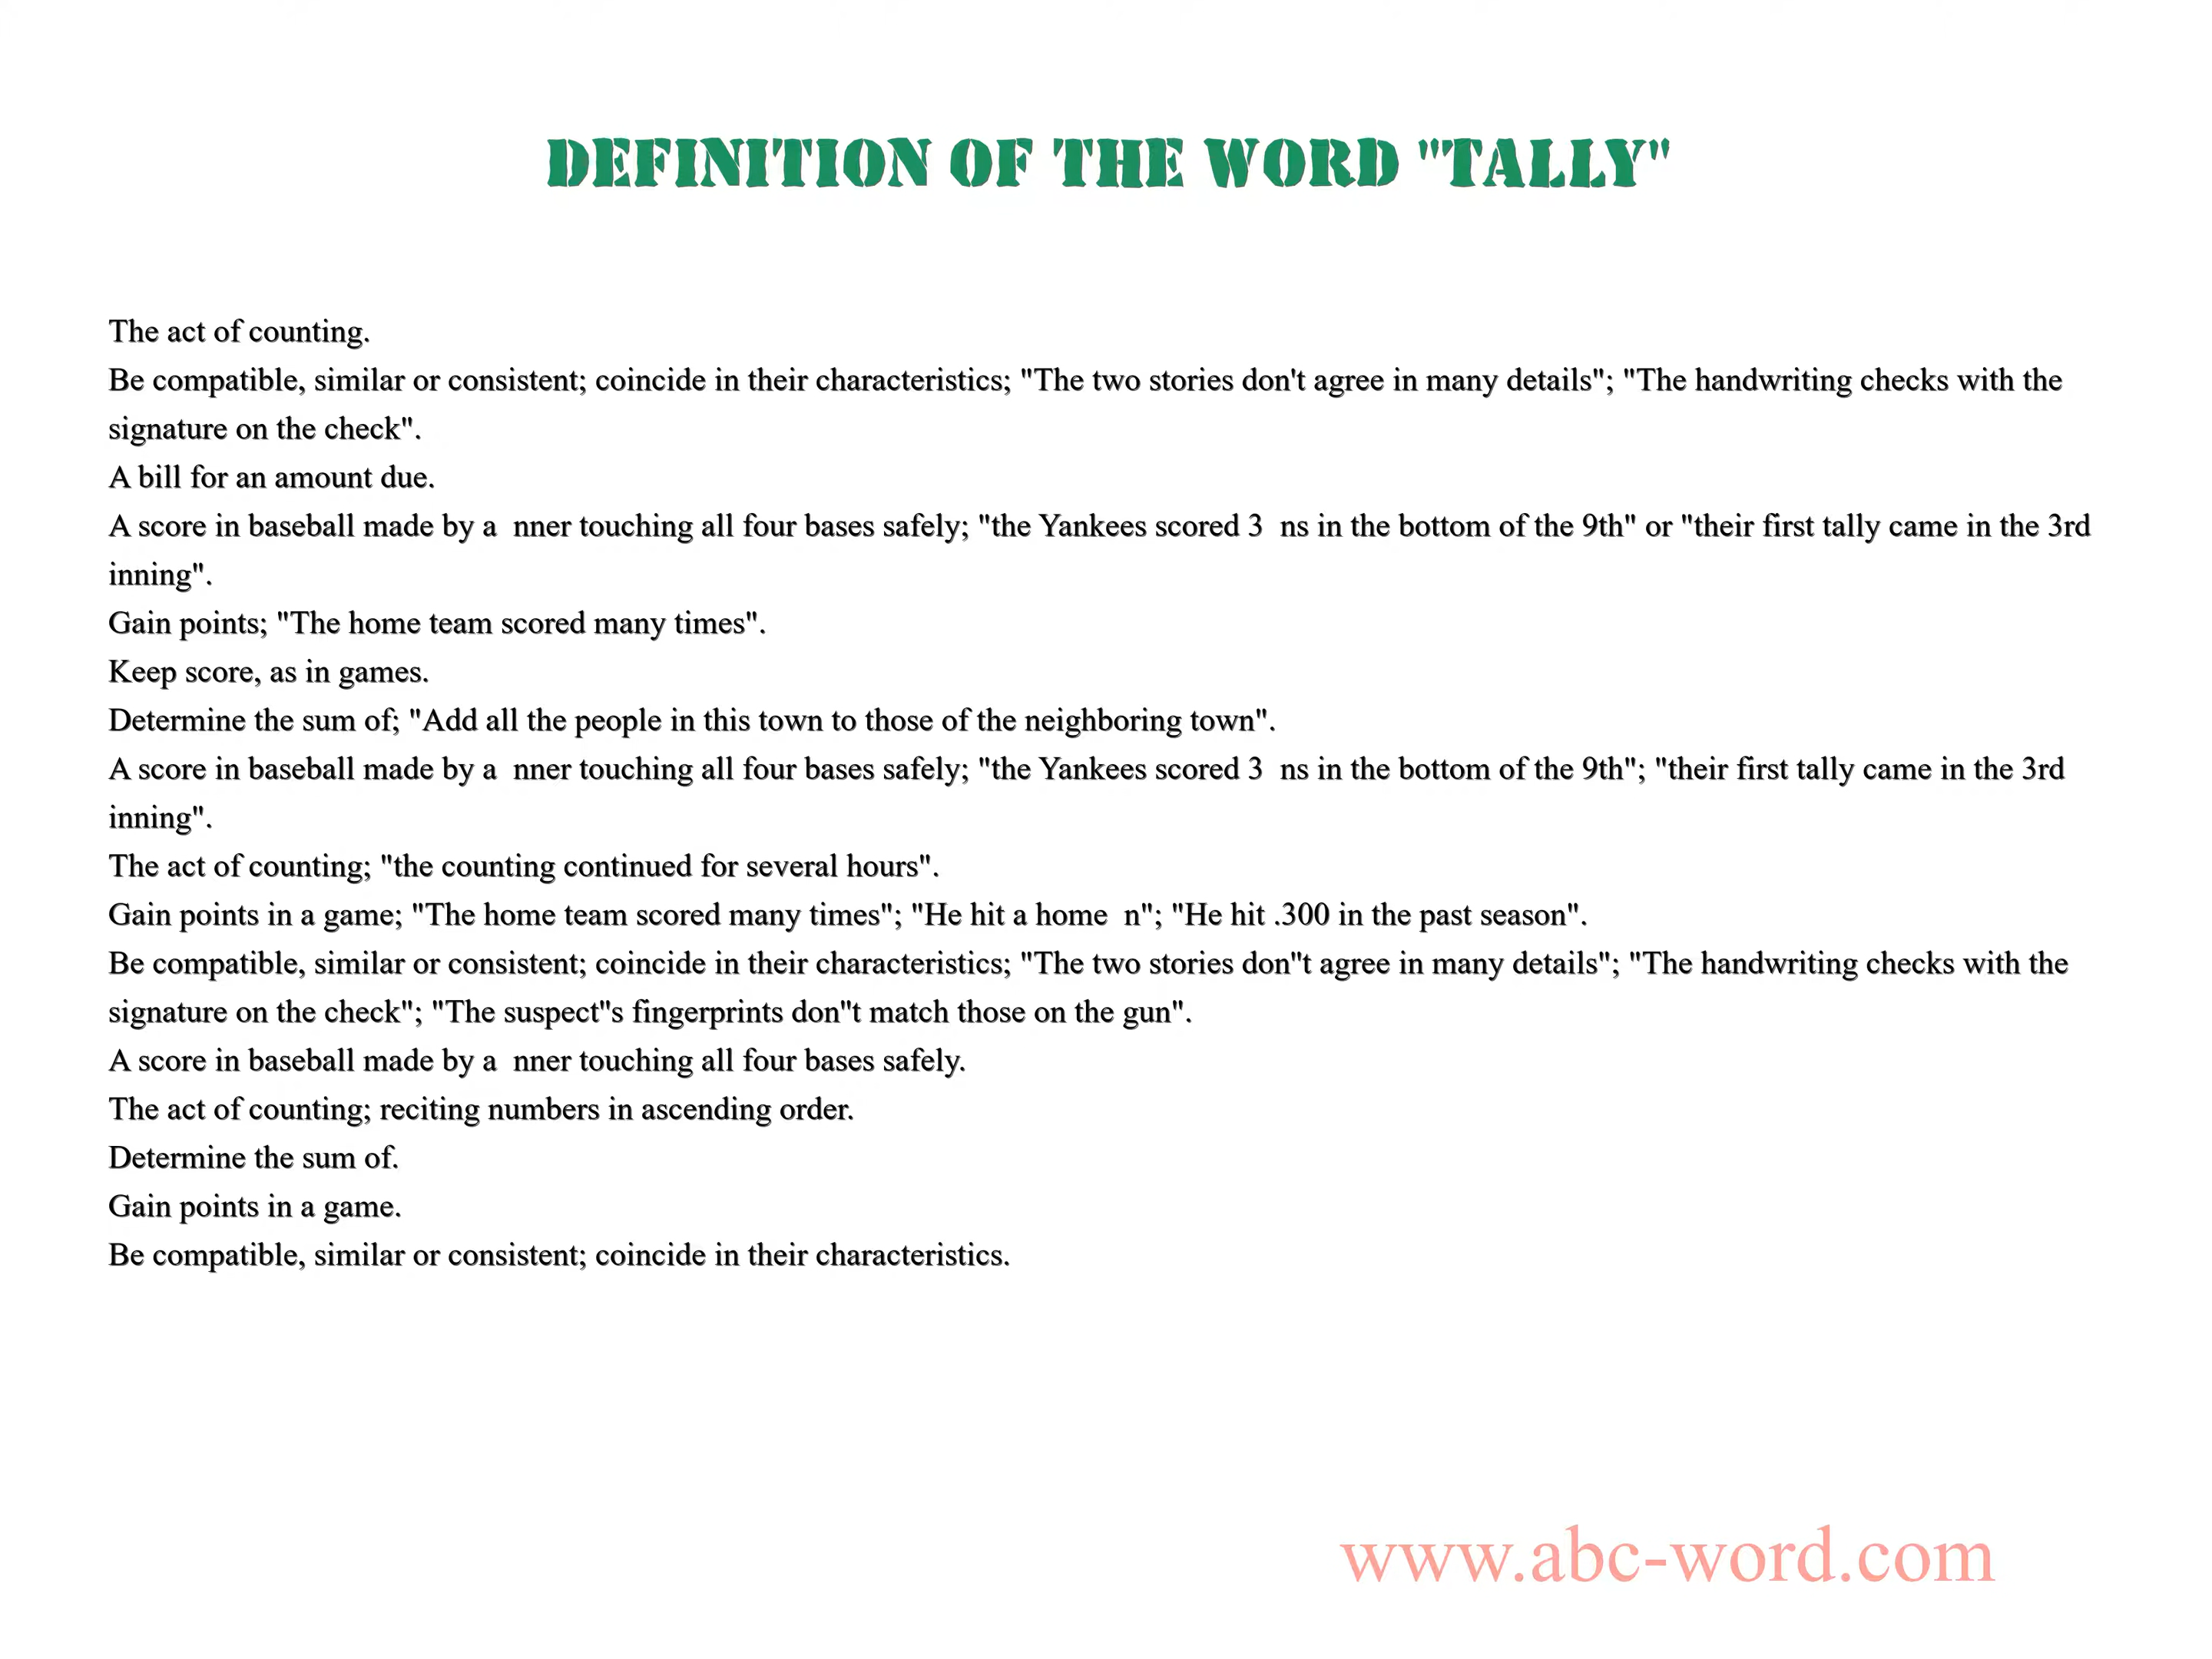 DEFINITION OF THE WORD "TALLY"
The act of counting.
Be compatible, similar or consistent; coincide in their characteristics; "The two stories don't agree in many details"; "The handwriting checks with the
signature on the check".
A bill for an amount due.
A score in baseball made by a  nner touching all four bases safely; "the Yankees scored 3  ns in the bottom of the 9th" or "their first tally came in the 3rd
inning".
Gain points; "The home team scored many times".
Keep score, as in games.
Determine the sum of; "Add all the people in this town to those of the neighboring town".
A score in baseball made by a  nner touching all four bases safely; "the Yankees scored 3  ns in the bottom of the 9th"; "their first tally came in the 3rd
inning".
The act of counting; "the counting continued for several hours".
Gain points in a game; "The home team scored many times"; "He hit a home  n"; "He hit .300 in the past season".
Be compatible, similar or consistent; coincide in their characteristics; "The two stories don"t agree in many details"; "The handwriting checks with the
signature on the check"; "The suspect"s fingerprints don"t match those on the gun".
A score in baseball made by a  nner touching all four bases safely.
The act of counting; reciting numbers in ascending order.
Determine the sum of.
Gain points in a game.
Be compatible, similar or consistent; coincide in their characteristics.
www.abc-word.com